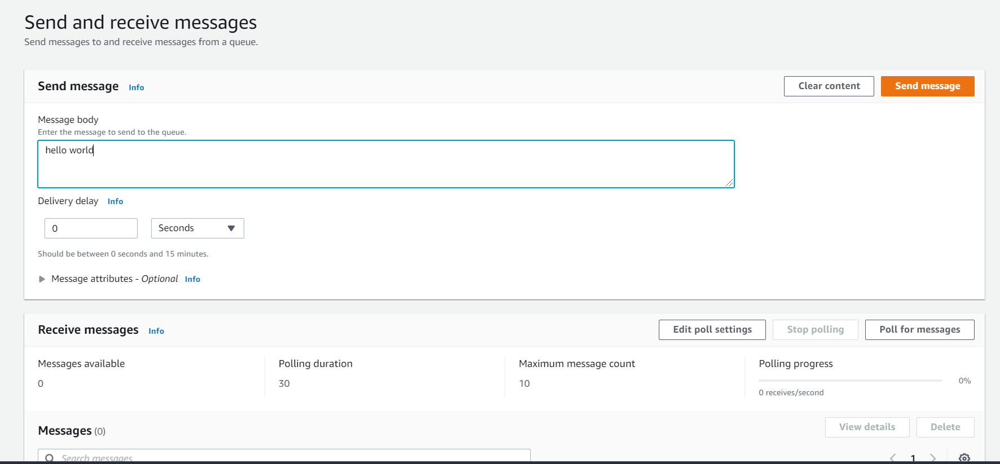 Send and receive messages
Send messages to and receive messages from a queue.
Send message Info
Clear content
Send message
Message body
Enter the message to send to the queue.
hello world
Delivery delay Info
0
Seconds
Should be between 0 seconds and 15 minutes.
Message attributes - Optional Info
Receive messages Info
Edit poll settings
Stop polling
Poll for messages
Messages available
0
Polling duration
30
Maximum message count
10
Polling progress
0%
0 receives/second
Messages (0)
View details
Delete
Search messages
1